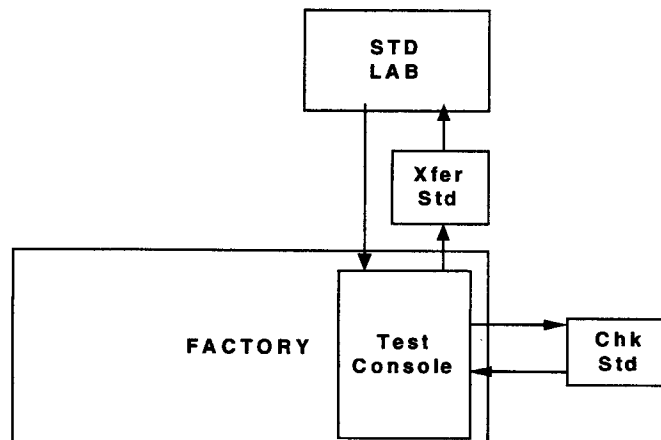 STD
LAB
Xfer
Std
FACTORY
Test
Console
Chk
Std